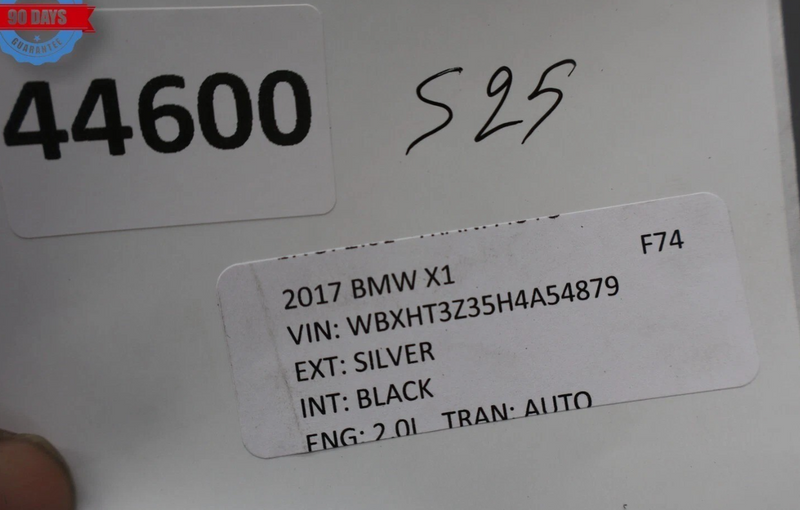 90 DAYS
GUARANTEE
44600
S25
F74
2017 BMW X1
VIN: WBXHT3Z35H4A54879
EXT: SILVER
INT: BLACK
ENG: 2.0L TRAN: AUTO